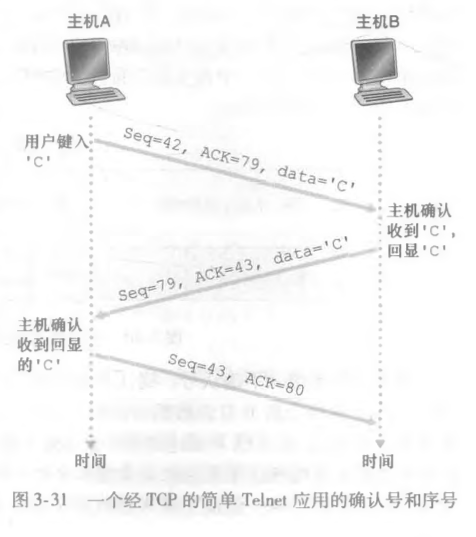 主机A
主机B
用户键入
'C'
Seq=42, ACK=79, data='C'
主机确认
收到'C',
回显'C'
Seq=79, ACK=43, data='C'
主机确认
收到回显
的'C'
Seq=43, ACK=80
时间
时间
图 3-31 一个经 TCP 的简单 Telnet 应用的确认号和序号